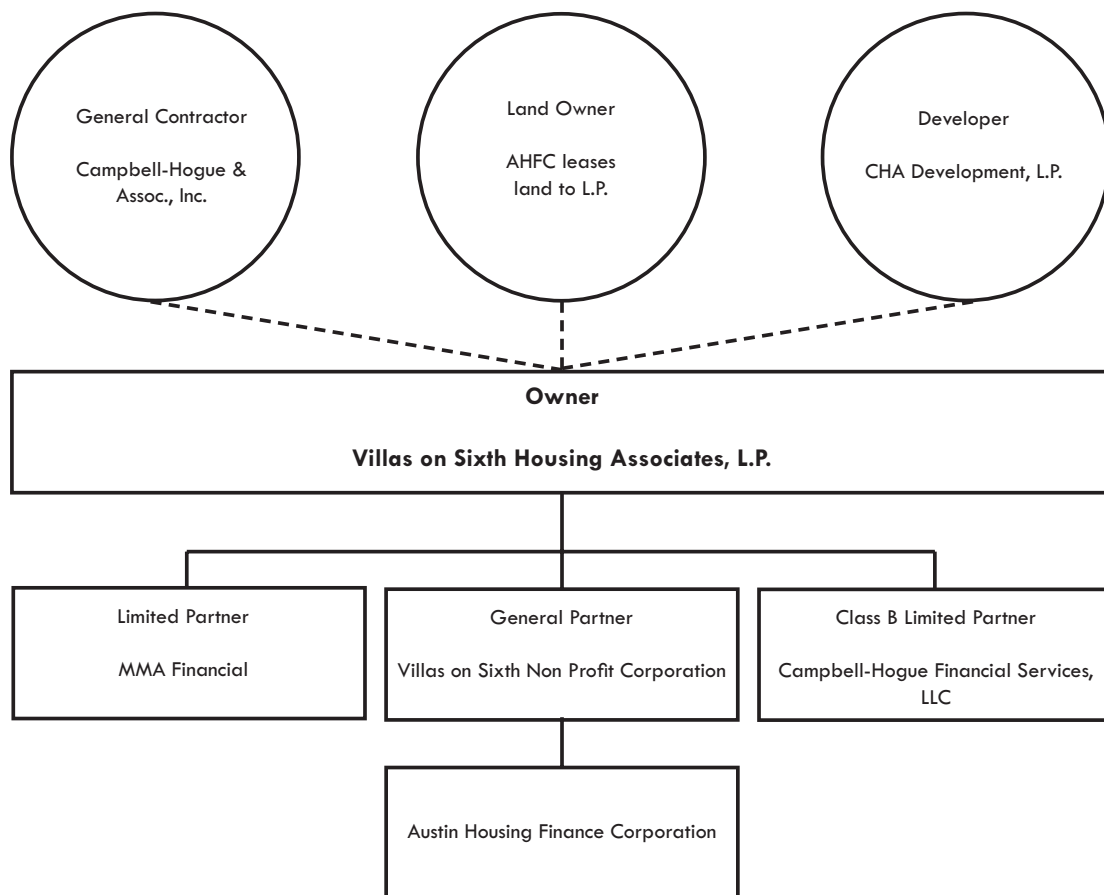 General Contractor
Campbell-Hogue &
Assoc., Inc.
Land Owner
AHFC leases
land to L.P.
Developer
CHA Development, L.P.
Owner
Villas on Sixth Housing Associates, L.P.
Limited Partner
MMA Financial
General Partner
Villas on Sixth Non Profit Corporation
Class B Limited Partner
Campbell-Hogue Financial Services,
LLC
Austin Housing Finance Corporation